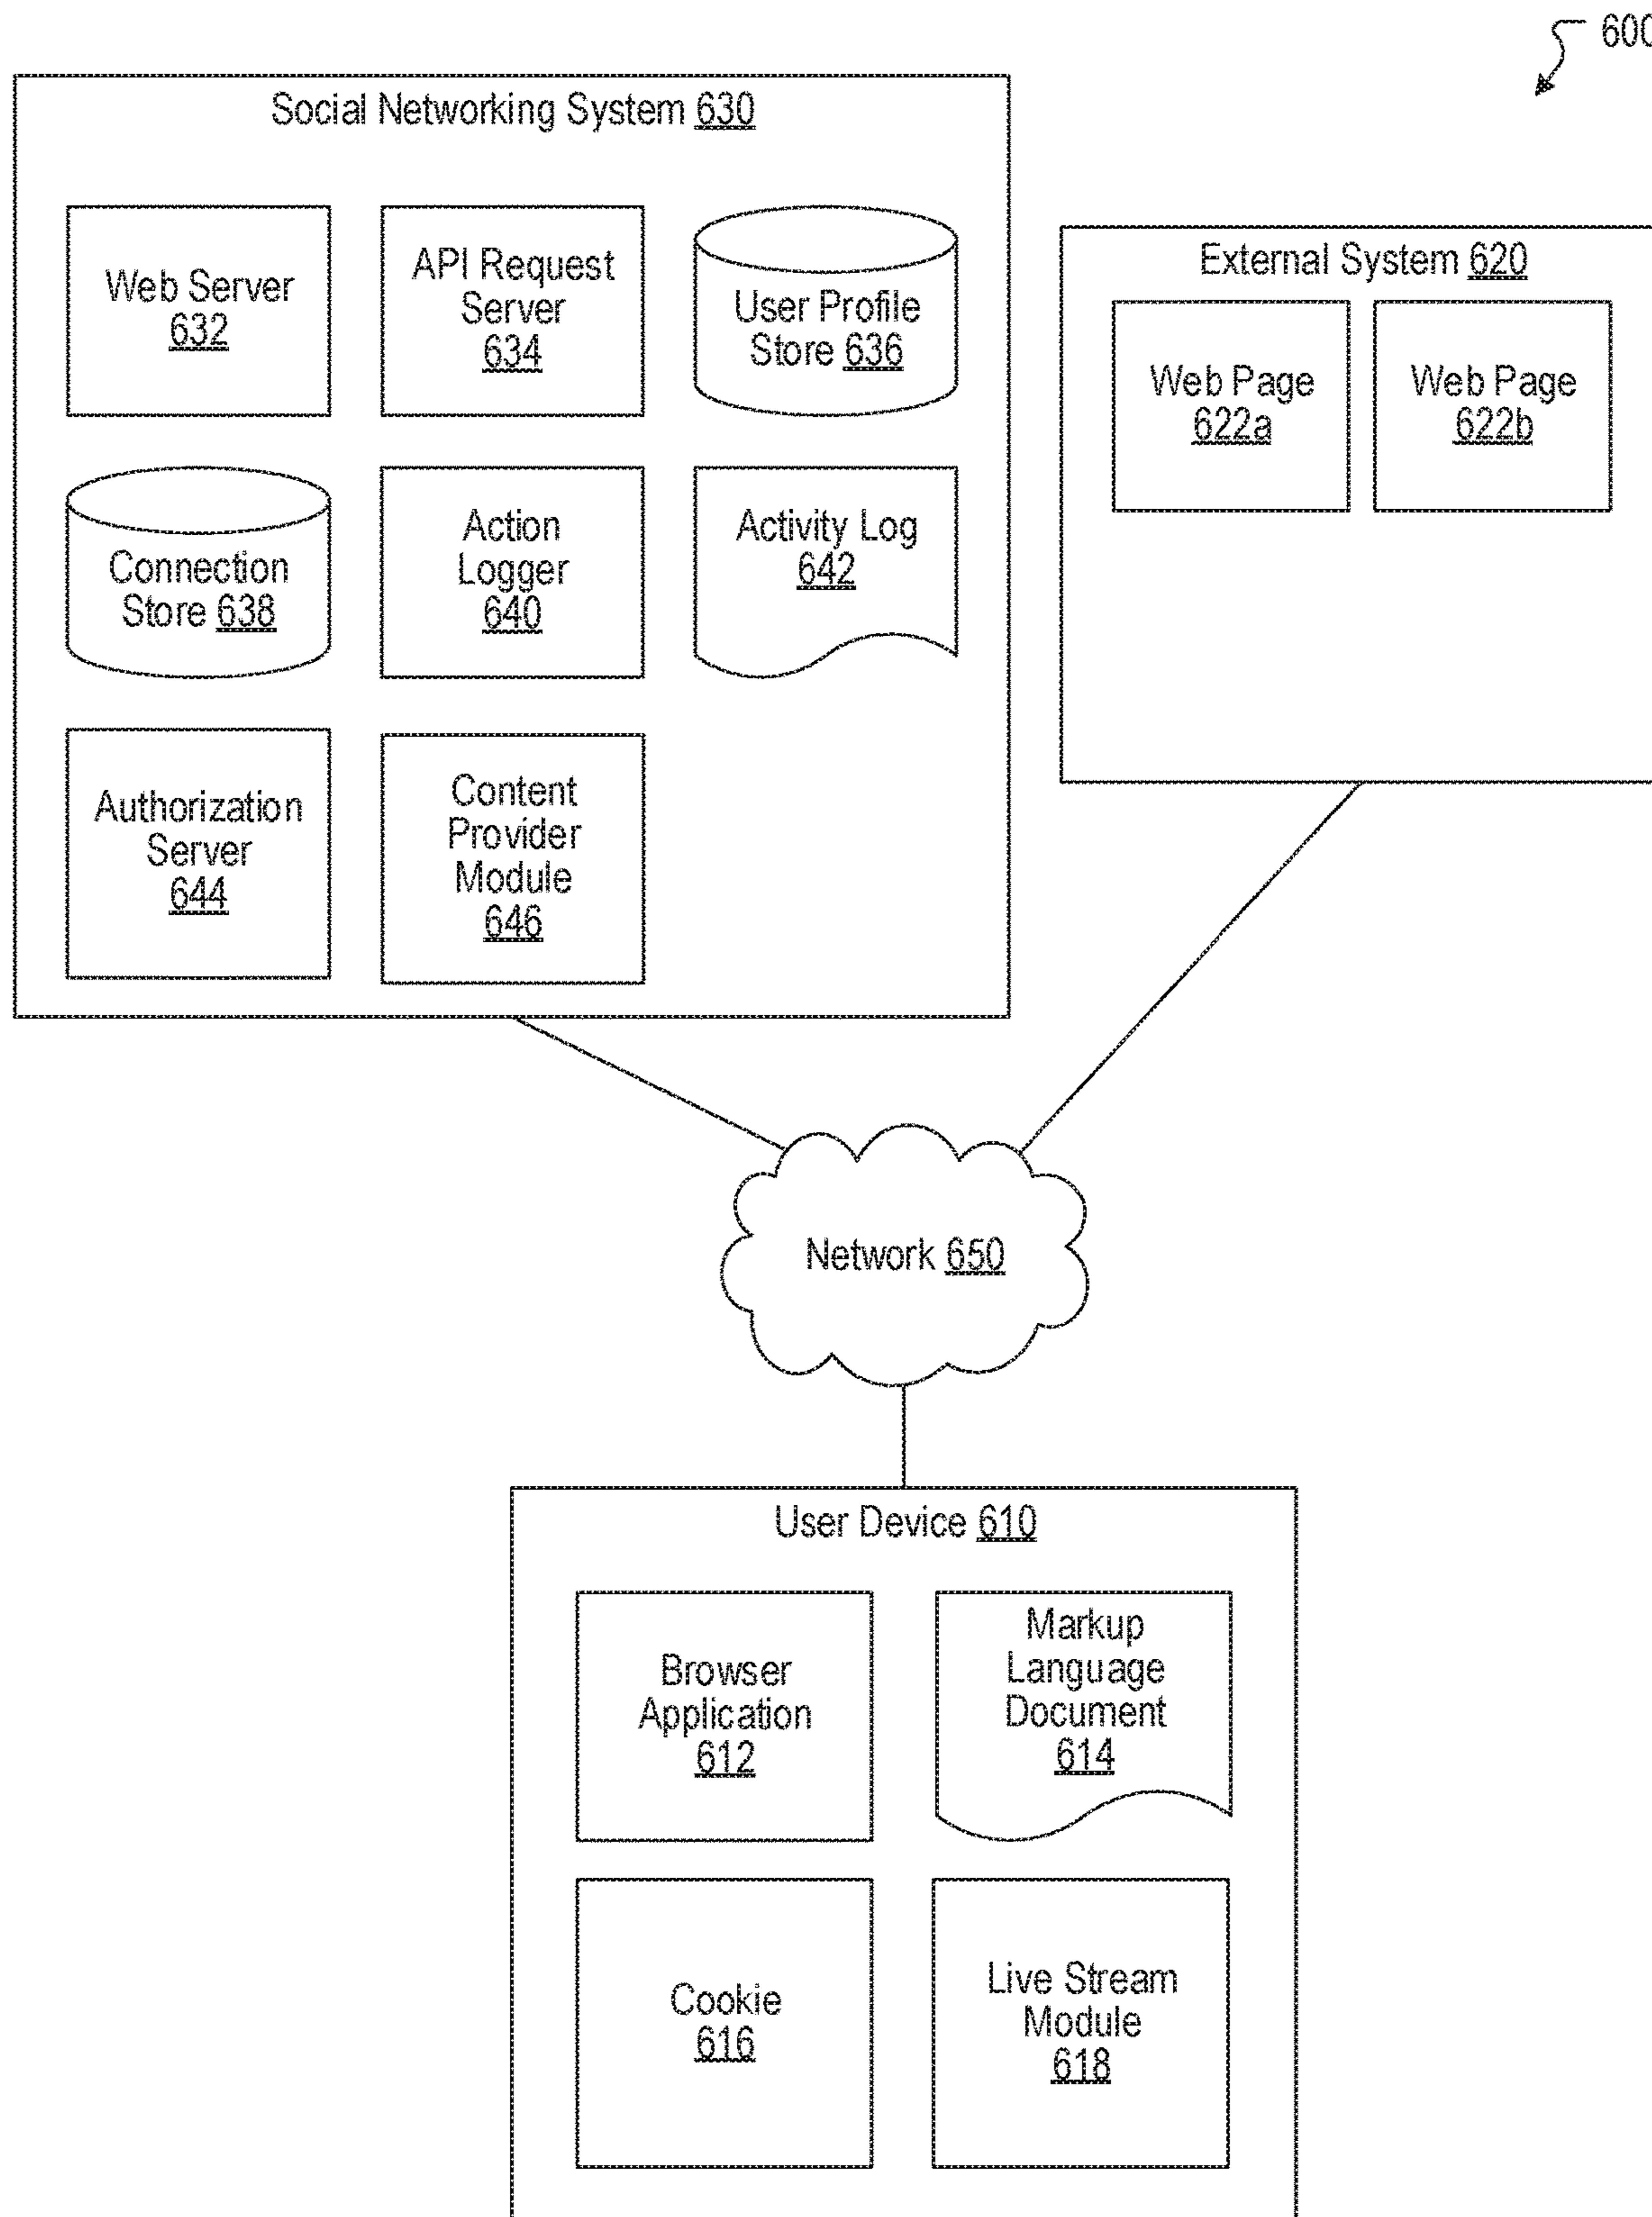 600
Social Networking System 630
Web Server
632
API Request
Server
634
User Profile
Store 636
Connection
Store 638
Action
Logger
640
Activity Log
642
Authorization
Server
644
Content
Provider
Module
646
External System 620
Web Page
622a
Web Page
622b
Network 650
User Device 610
Browser
Application
612
Markup
Language
Document
614
Cookie
616
Live Stream
Module
618